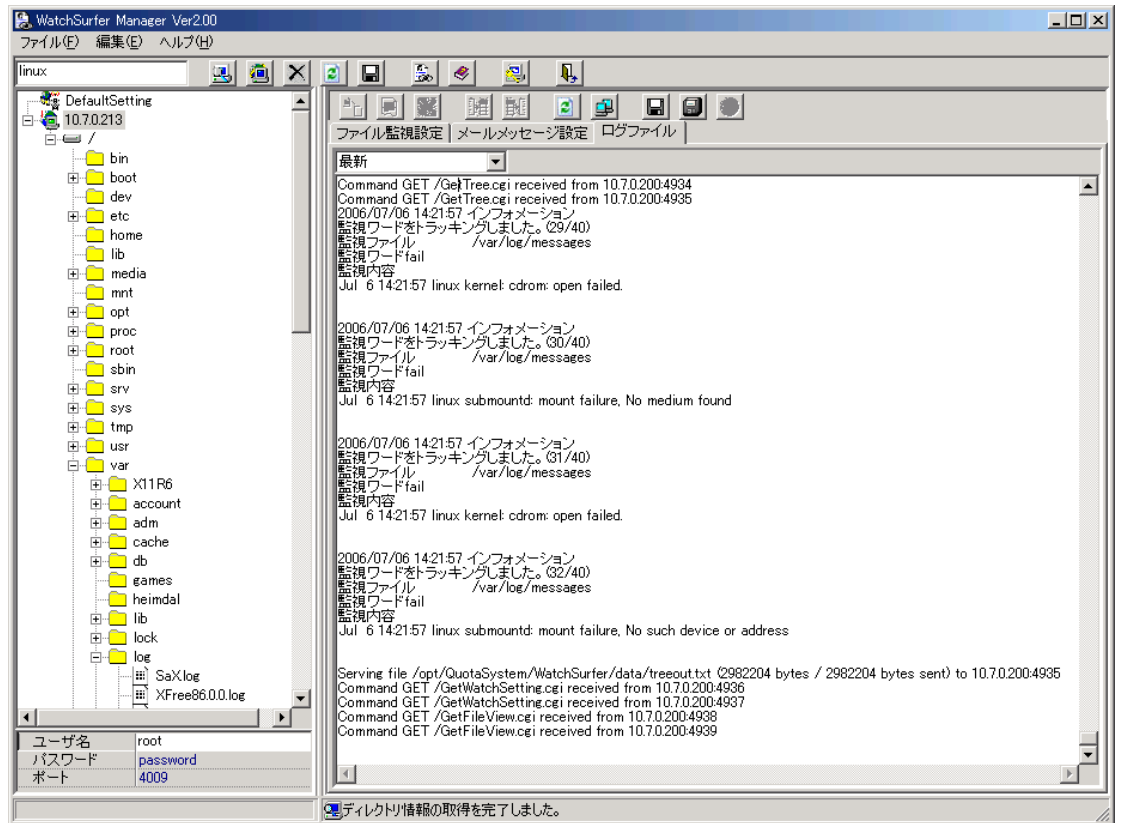 WatchSurfer Manager Ver2.00
ファイル(F) 編集(E) ヘルプ(H)
linux
DefaultSetting
10.7.0.213
/
bin
boot
dev
etc
home
lib
media
mnt
opt
proc
root
sbin
srv
sys
tmp
usr
var
X11R6
account
adm
cache
db
games
heimdal
lib
lock
log
SaX.log
XFree86.0.0.log
ユーザ名 root
パスワード password
ポート 4009
ファイル監視設定 メールメッセージ設定 ログファイル
最新
Command GET /GetTree.cgi received from 10.7.0.200:4934
Command GET /GetTree.cgi received from 10.7.0.200:4935
2006/07/06 14:21:57 インフォメーション
監視ワードをトラッキングしました。(29/40)
監視ファイル /var/log/messages
監視ワードfail
監視内容
Jul 6 14:21:57 linux kernel: cdrom: open failed.
2006/07/06 14:21:57 インフォメーション
監視ワードをトラッキングしました。(30/40)
監視ファイル /var/log/messages
監視ワードfail
監視内容
Jul 6 14:21:57 linux submountd: mount failure, No medium found
2006/07/06 14:21:57 インフォメーション
監視ワードをトラッキングしました。(31/40)
監視ファイル /var/log/messages
監視ワードfail
監視内容
Jul 6 14:21:57 linux kernel: cdrom: open failed.
2006/07/06 14:21:57 インフォメーション
監視ワードをトラッキングしました。(32/40)
監視ファイル /var/log/messages
監視ワードfail
監視内容
Jul 6 14:21:57 linux submountd: mount failure, No such device or address
Serving file /opt/QuotaSystem/WatchSurfer/data/treeout.txt (2982204 bytes / 2982204 bytes sent) to 10.7.0.200:4935
Command GET /GetWatchSetting.cgi received from 10.7.0.200:4936
Command GET /GetWatchSetting.cgi received from 10.7.0.200:4937
Command GET /GetFileView.cgi received from 10.7.0.200:4938
Command GET /GetFileView.cgi received from 10.7.0.200:4939
ディレクトリ情報の取得を完了しました。